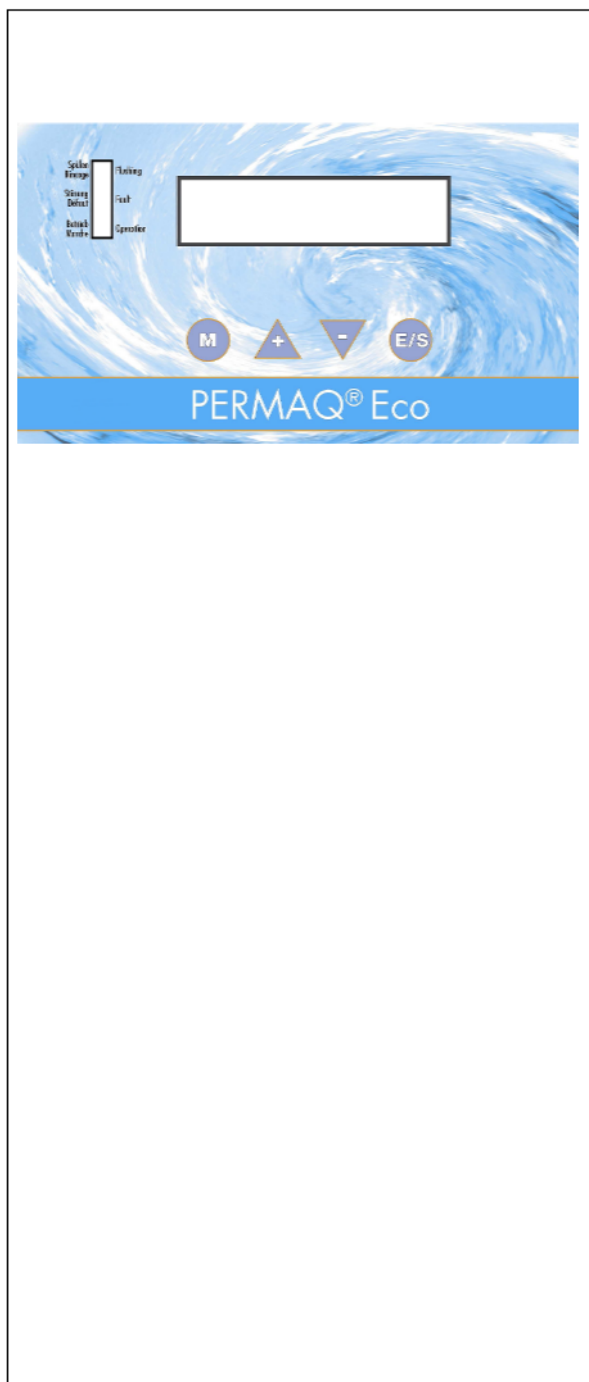 Spülen
Rinçage
Flushing
Störung
Défaut
Fault
Betrieb
Marche
Operation
M
+
-
E/S
PERMAQ® Eco